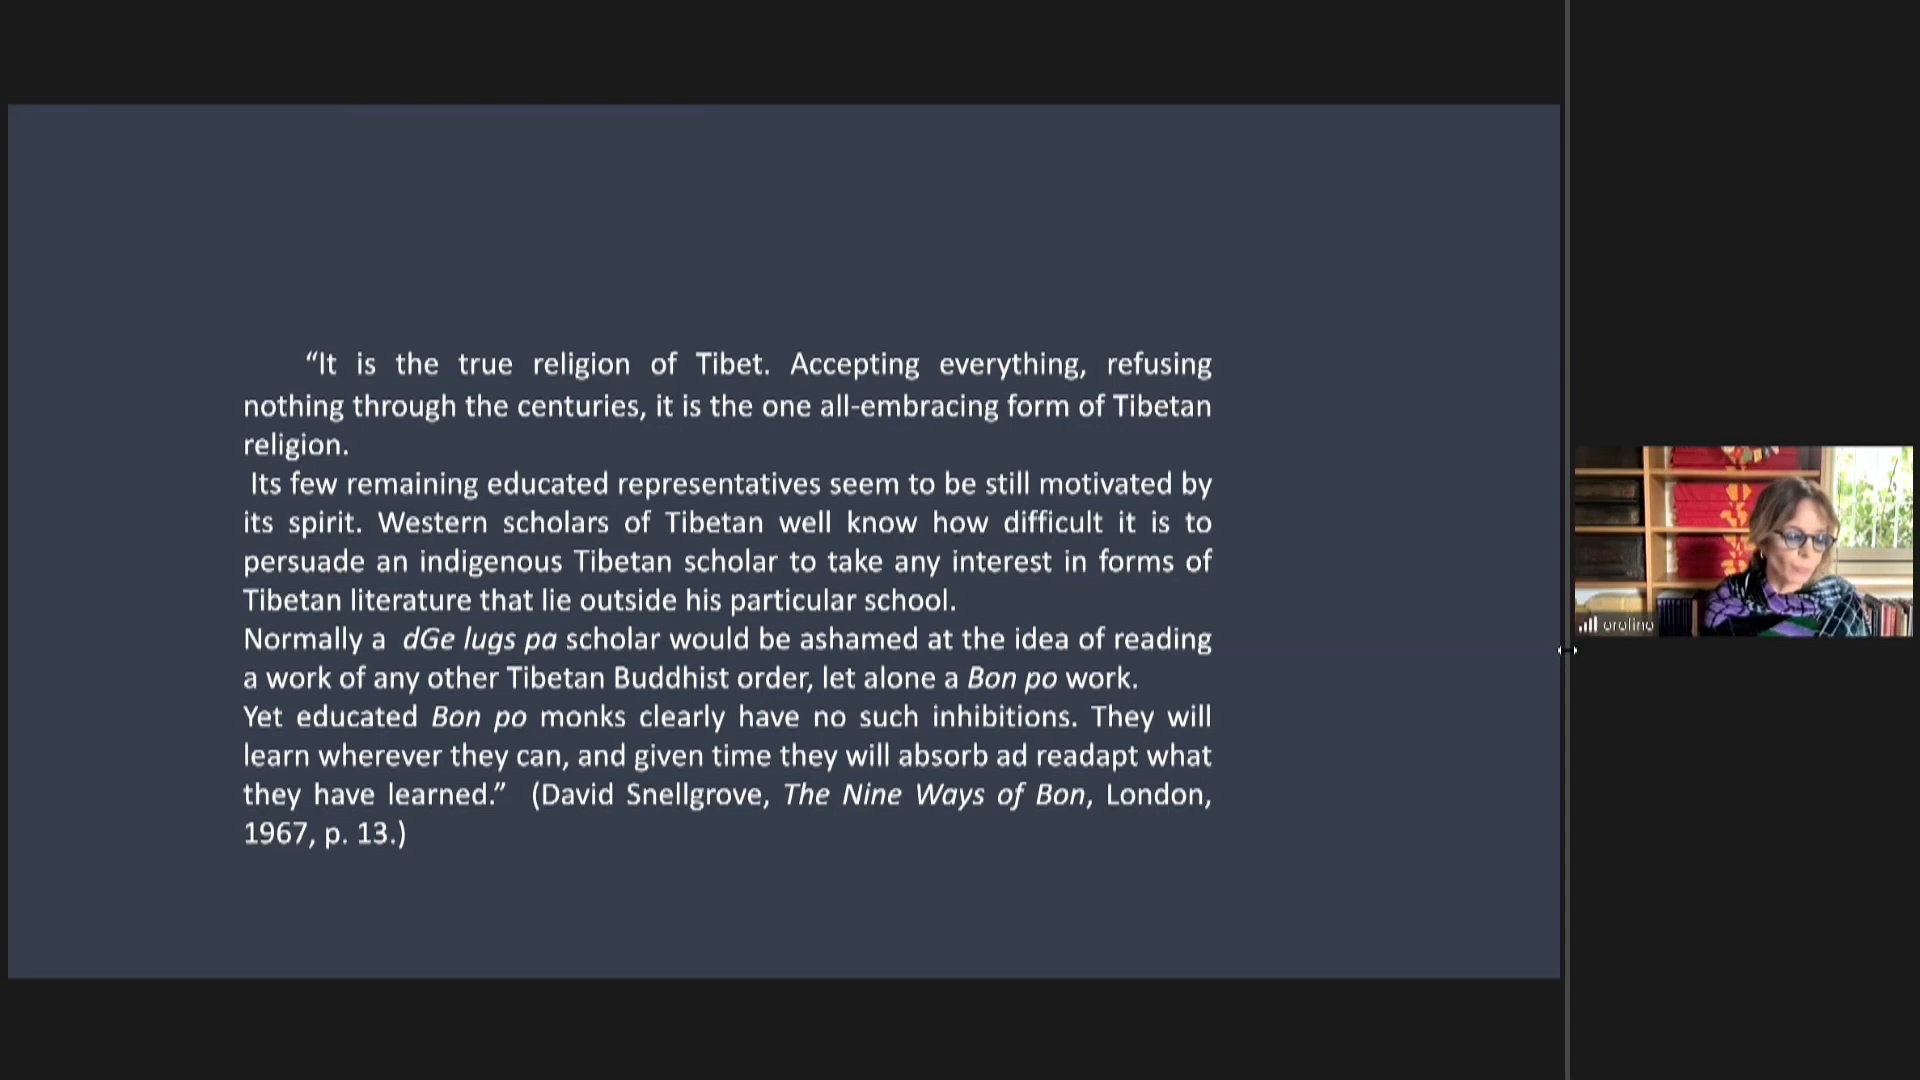 “It is the true religion of Tibet. Accepting everything, refusing
nothing through the centuries, it is the one all-embracing form of Tibetan
religion.
Its few remaining educated representatives seem to be still motivated by
its spirit. Western scholars of Tibetan well know how difficult it is to
persuade an indigenous Tibetan scholar to take any interest in forms of
Tibetan literature that lie outside his particular school.
Normally a dGe lugs pa scholar would be ashamed at the idea of reading
a work of any other Tibetan Buddhist order, let alone a Bon po work.
Yet educated Bon po monks clearly have no such inhibitions. They will
learn wherever they can, and given time they will absorb ad readapt what
they have learned.” (David Snellgrove, The Nine Ways of Bon, London,
1967, p. 13.)
orolino